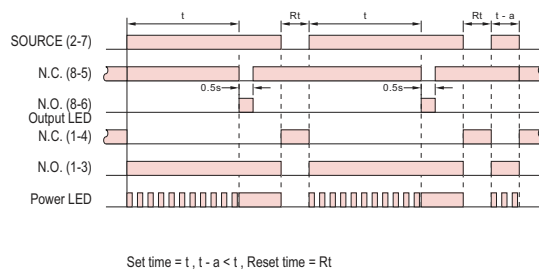 t Rt t Rt t - a
SOURCE (2-7)
N.C. (8-5)
0.5s 0.5s
N.O. (8-6)
Output LED
N.C. (1-4)
N.O. (1-3)
Power LED
Set time = t , t - a < t , Reset time = Rt